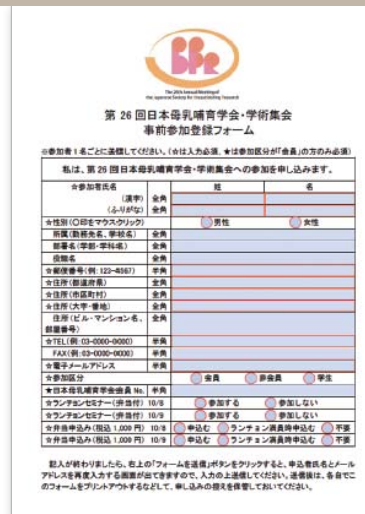 BPR
The 26th Annual Meeting of
the Japanese Society for Breastfeeding Research
第 26 回日本母乳哺育学会・学術集会
事前参加登録フォーム
※参加者1名ごとに送信してください。(☆は入力必須、★は参加区分が「会員」の方のみ必須)
私は、第 26 回日本母乳哺育学会・学術集会への参加を申し込みます。
☆参加者氏名 姓 名
(漢字) 全角
(ふりがな) 全角
☆性別(○印をマウスクリック) 男性 女性
所属(勤務先名、学校名) 全角
部署名(学部・学科名) 全角
役職名 全角
☆郵便番号(例:123-4567) 半角
☆住所(都道府県) 全角
☆住所(市区町村) 全角
☆住所(大字・番地) 全角
住所(ビル・マンション名、 全角
部屋番号)
☆TEL(例:03-0000-0000) 半角
FAX(例:03-0000-0000) 半角
☆電子メールアドレス 半角
☆参加区分 会員 非会員 学生
★日本母乳哺育学会会員 No. 半角
☆ランチョンセミナー(弁当付) 10/8 参加する 参加しない
☆ランチョンセミナー(弁当付) 10/9 参加する 参加しない
☆弁当申込み(税込 1,000 円) 10/8 申込む ランチョン満員時申込む 不要
☆弁当申込み(税込 1,000 円) 10/9 申込む ランチョン満員時申込む 不要
記入が終わりましたら、右上の「フォームを送信」ボタンをクリックすると、申込者氏名とメール
アドレスを再度入力する画面が出てきますので、入力の上送信してください。送信後は、各自でこ
のフォームをプリントアウトするなどして、申し込みの控えを保管しておいてください。